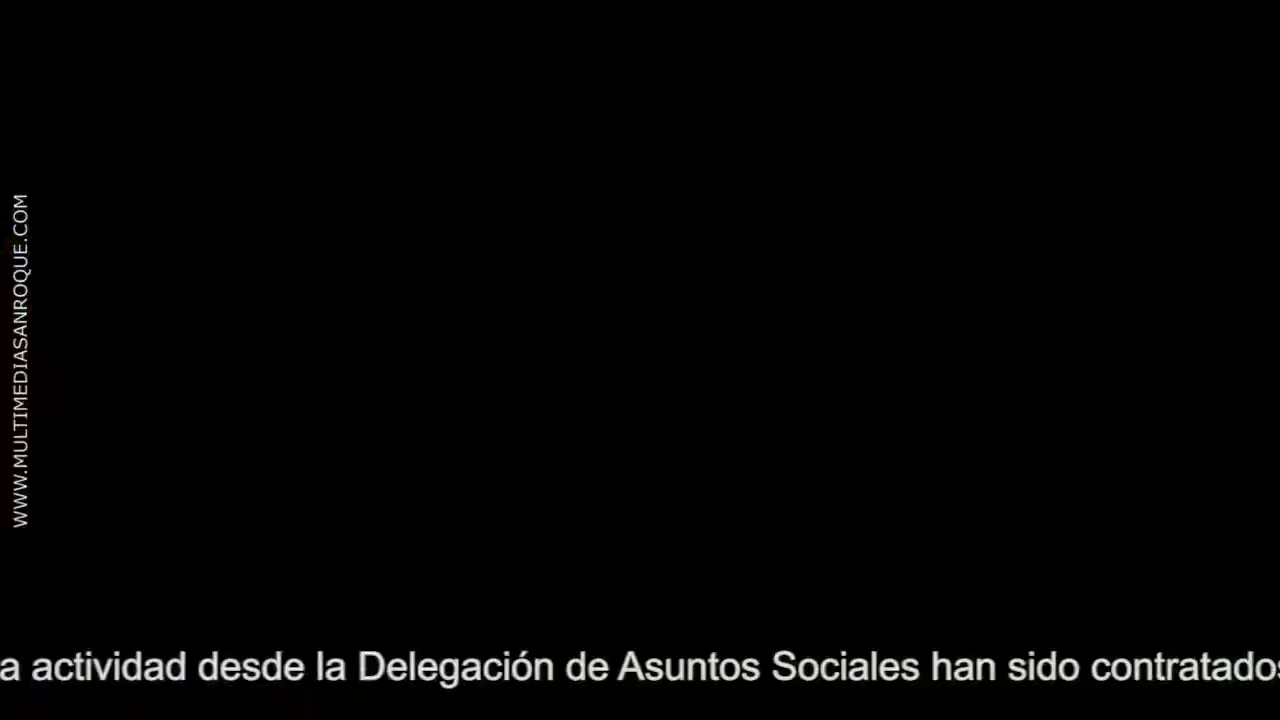 WWW.MULTIMEDIASANROQUE.COM
a actividad desde la Delegación de Asuntos Sociales han sido contratados